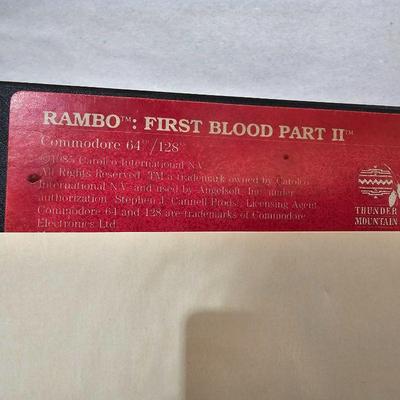 RAMBO™: FIRST BLOOD PART II™
Commodore 64™/128™
©1985 Carolco International N.V.
All Rights Reserved. TM a trademark owned by Carolco
International N.V. and used by Angelsoft, Inc. under
authorization. Stephen J. Cannell Prods., Licensing Agent.
Commodore 64 and 128 are trademarks of Commodore
Electronics Ltd.
THUNDER
MOUNTAIN